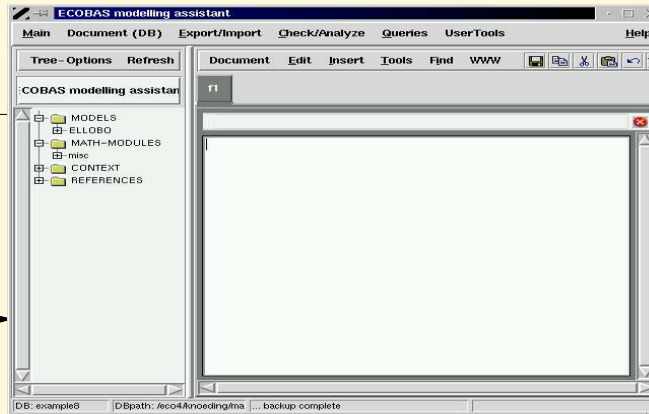 ECOBAS modelling assistant
Main Document (DB) Export/Import Check/Analyze Queries UserTools Help
Tree-Options Refresh Document Edit Insert Tools Find WWW
:COBAS modelling assistan f1
MODELS
ELLOBO
MATH-MODULES
misc
CONTEXT
REFERENCES
DB: example8 DBpath: /eco4/knoeding/ma ... backup complete